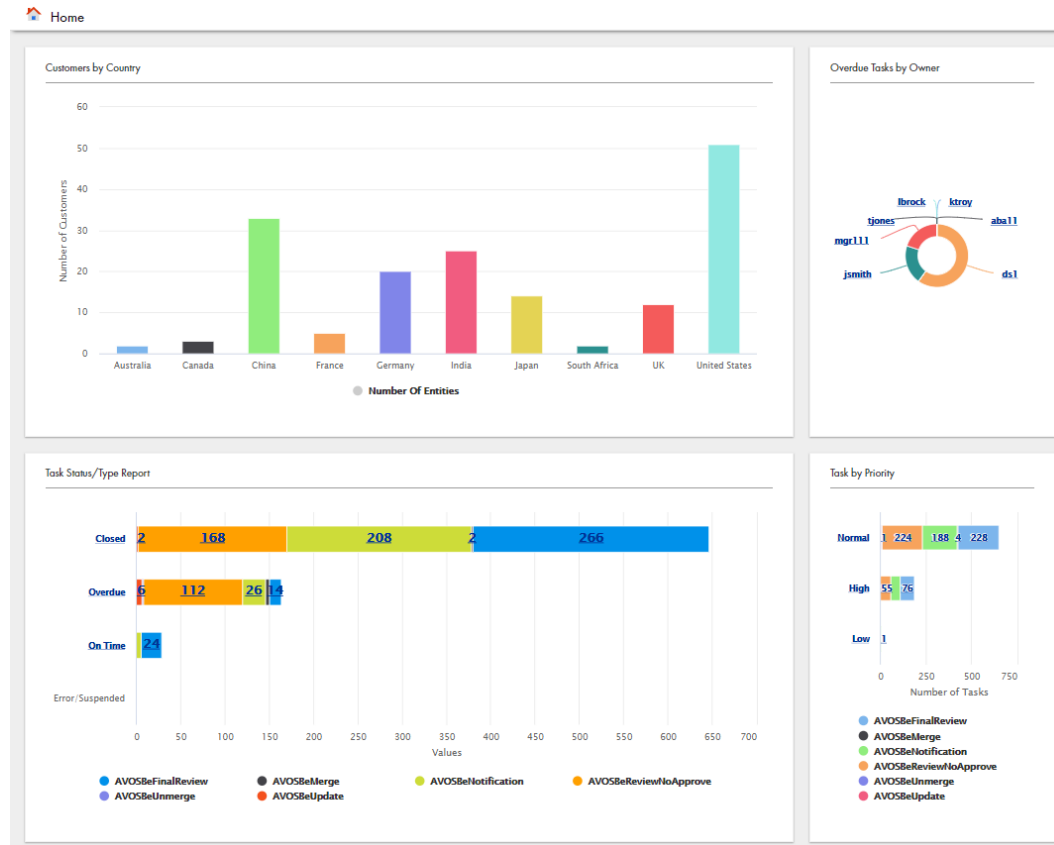 Home
Customers by Country
60
50
40
30
20
10
0
Number of Customers
Australia Canada China France Germany India Japan South Africa UK United States
Number Of Entities
Overdue Tasks by Owner
lbrock ktroy
tjones aba11
mgr111
jsmith ds1
Task Status/Type Report
Closed 2 168 208 2 266
Overdue 6 112 26 14
On Time 24
Error/Suspended
0 50 100 150 200 250 300 350 400 450 500 550 600 650 700
Values
AVOSBeFinalReview AVOSBeMerge AVOSBeNotification AVOSBeReviewNoApprove
AVOSBeUnmerge AVOSBeUpdate
Task by Priority
Normal 1 224 188 4 228
High 55 76
Low 1
0 250 500 750
Number of Tasks
AVOSBeFinalReview
AVOSBeMerge
AVOSBeNotification
AVOSBeReviewNoApprove
AVOSBeUnmerge
AVOSBeUpdate